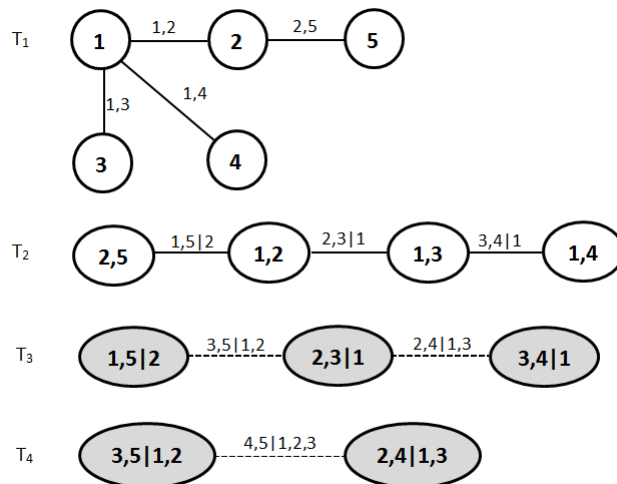 T1 1 1,2 2 2,5 5
1,3 1,4
3 4
T2 2,5 1,5|2 1,2 2,3|1 1,3 3,4|1 1,4
T3 1,5|2 3,5|1,2 2,3|1 2,4|1,3 3,4|1
T4 3,5|1,2 4,5|1,2,3 2,4|1,3